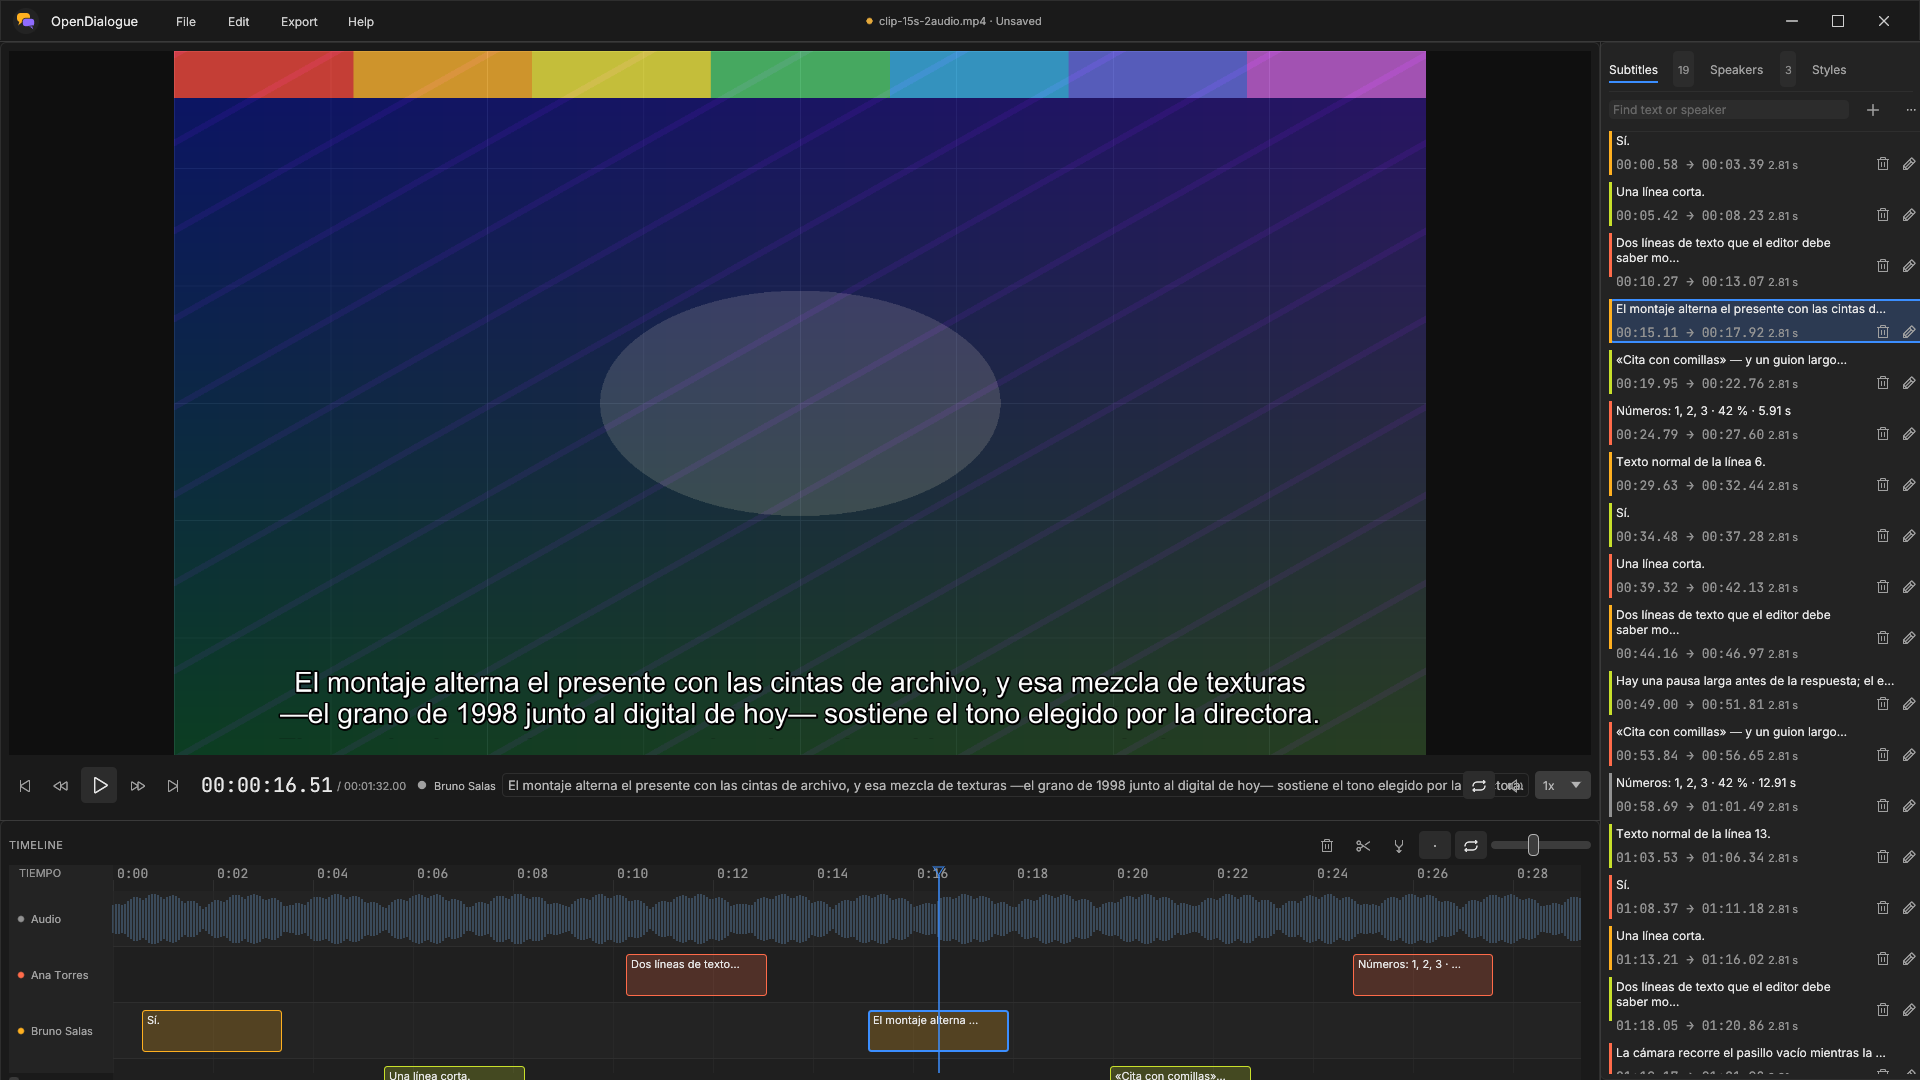 OpenDialogue File Edit Export Help
clip-15s-2audio.mp4 · Unsaved
El montaje alterna el presente con las cintas de archivo, y esa mezcla de texturas
—el grano de 1998 junto al digital de hoy— sostiene el tono elegido por la directora.
00:00:16.51 / 00:01:32.00 Bruno Salas El montaje alterna el presente con las cintas de archivo, y esa mezcla de texturas —el grano de 1998 junto al digital de hoy— sostiene el tono elegido por la
1x
TIMELINE
TIEMPO 0:00 0:02 0:04 0:06 0:08 0:10 0:12 0:14 0:16 0:18 0:20 0:22 0:24 0:26 0:28
Audio
Ana Torres
Dos líneas de texto...
Números: 1, 2, 3 · ...
Bruno Salas
Sí.
El montaje alterna ...
Una línea corta.
«Cita con comillas»...
Subtitles 19 Speakers 3 Styles
Find text or speaker
Sí.
00:00.58 → 00:03.39 2.81 s
Una línea corta.
00:05.42 → 00:08.23 2.81 s
Dos líneas de texto que el editor debe
saber mo...
00:10.27 → 00:13.07 2.81 s
El montaje alterna el presente con las cintas d...
00:15.11 → 00:17.92 2.81 s
«Cita con comillas» — y un guion largo...
00:19.95 → 00:22.76 2.81 s
Números: 1, 2, 3 · 42 % · 5.91 s
00:24.79 → 00:27.60 2.81 s
Texto normal de la línea 6.
00:29.63 → 00:32.44 2.81 s
Sí.
00:34.48 → 00:37.28 2.81 s
Una línea corta.
00:39.32 → 00:42.13 2.81 s
Dos líneas de texto que el editor debe
saber mo...
00:44.16 → 00:46.97 2.81 s
Hay una pausa larga antes de la respuesta; el e...
00:49.00 → 00:51.81 2.81 s
«Cita con comillas» — y un guion largo...
00:53.84 → 00:56.65 2.81 s
Números: 1, 2, 3 · 42 % · 12.91 s
00:58.69 → 01:01.49 2.81 s
Texto normal de la línea 13.
01:03.53 → 01:06.34 2.81 s
Sí.
01:08.37 → 01:11.18 2.81 s
Una línea corta.
01:13.21 → 01:16.02 2.81 s
Dos líneas de texto que el editor debe
saber mo...
01:18.05 → 01:20.86 2.81 s
La cámara recorre el pasillo vacío mientras la ...